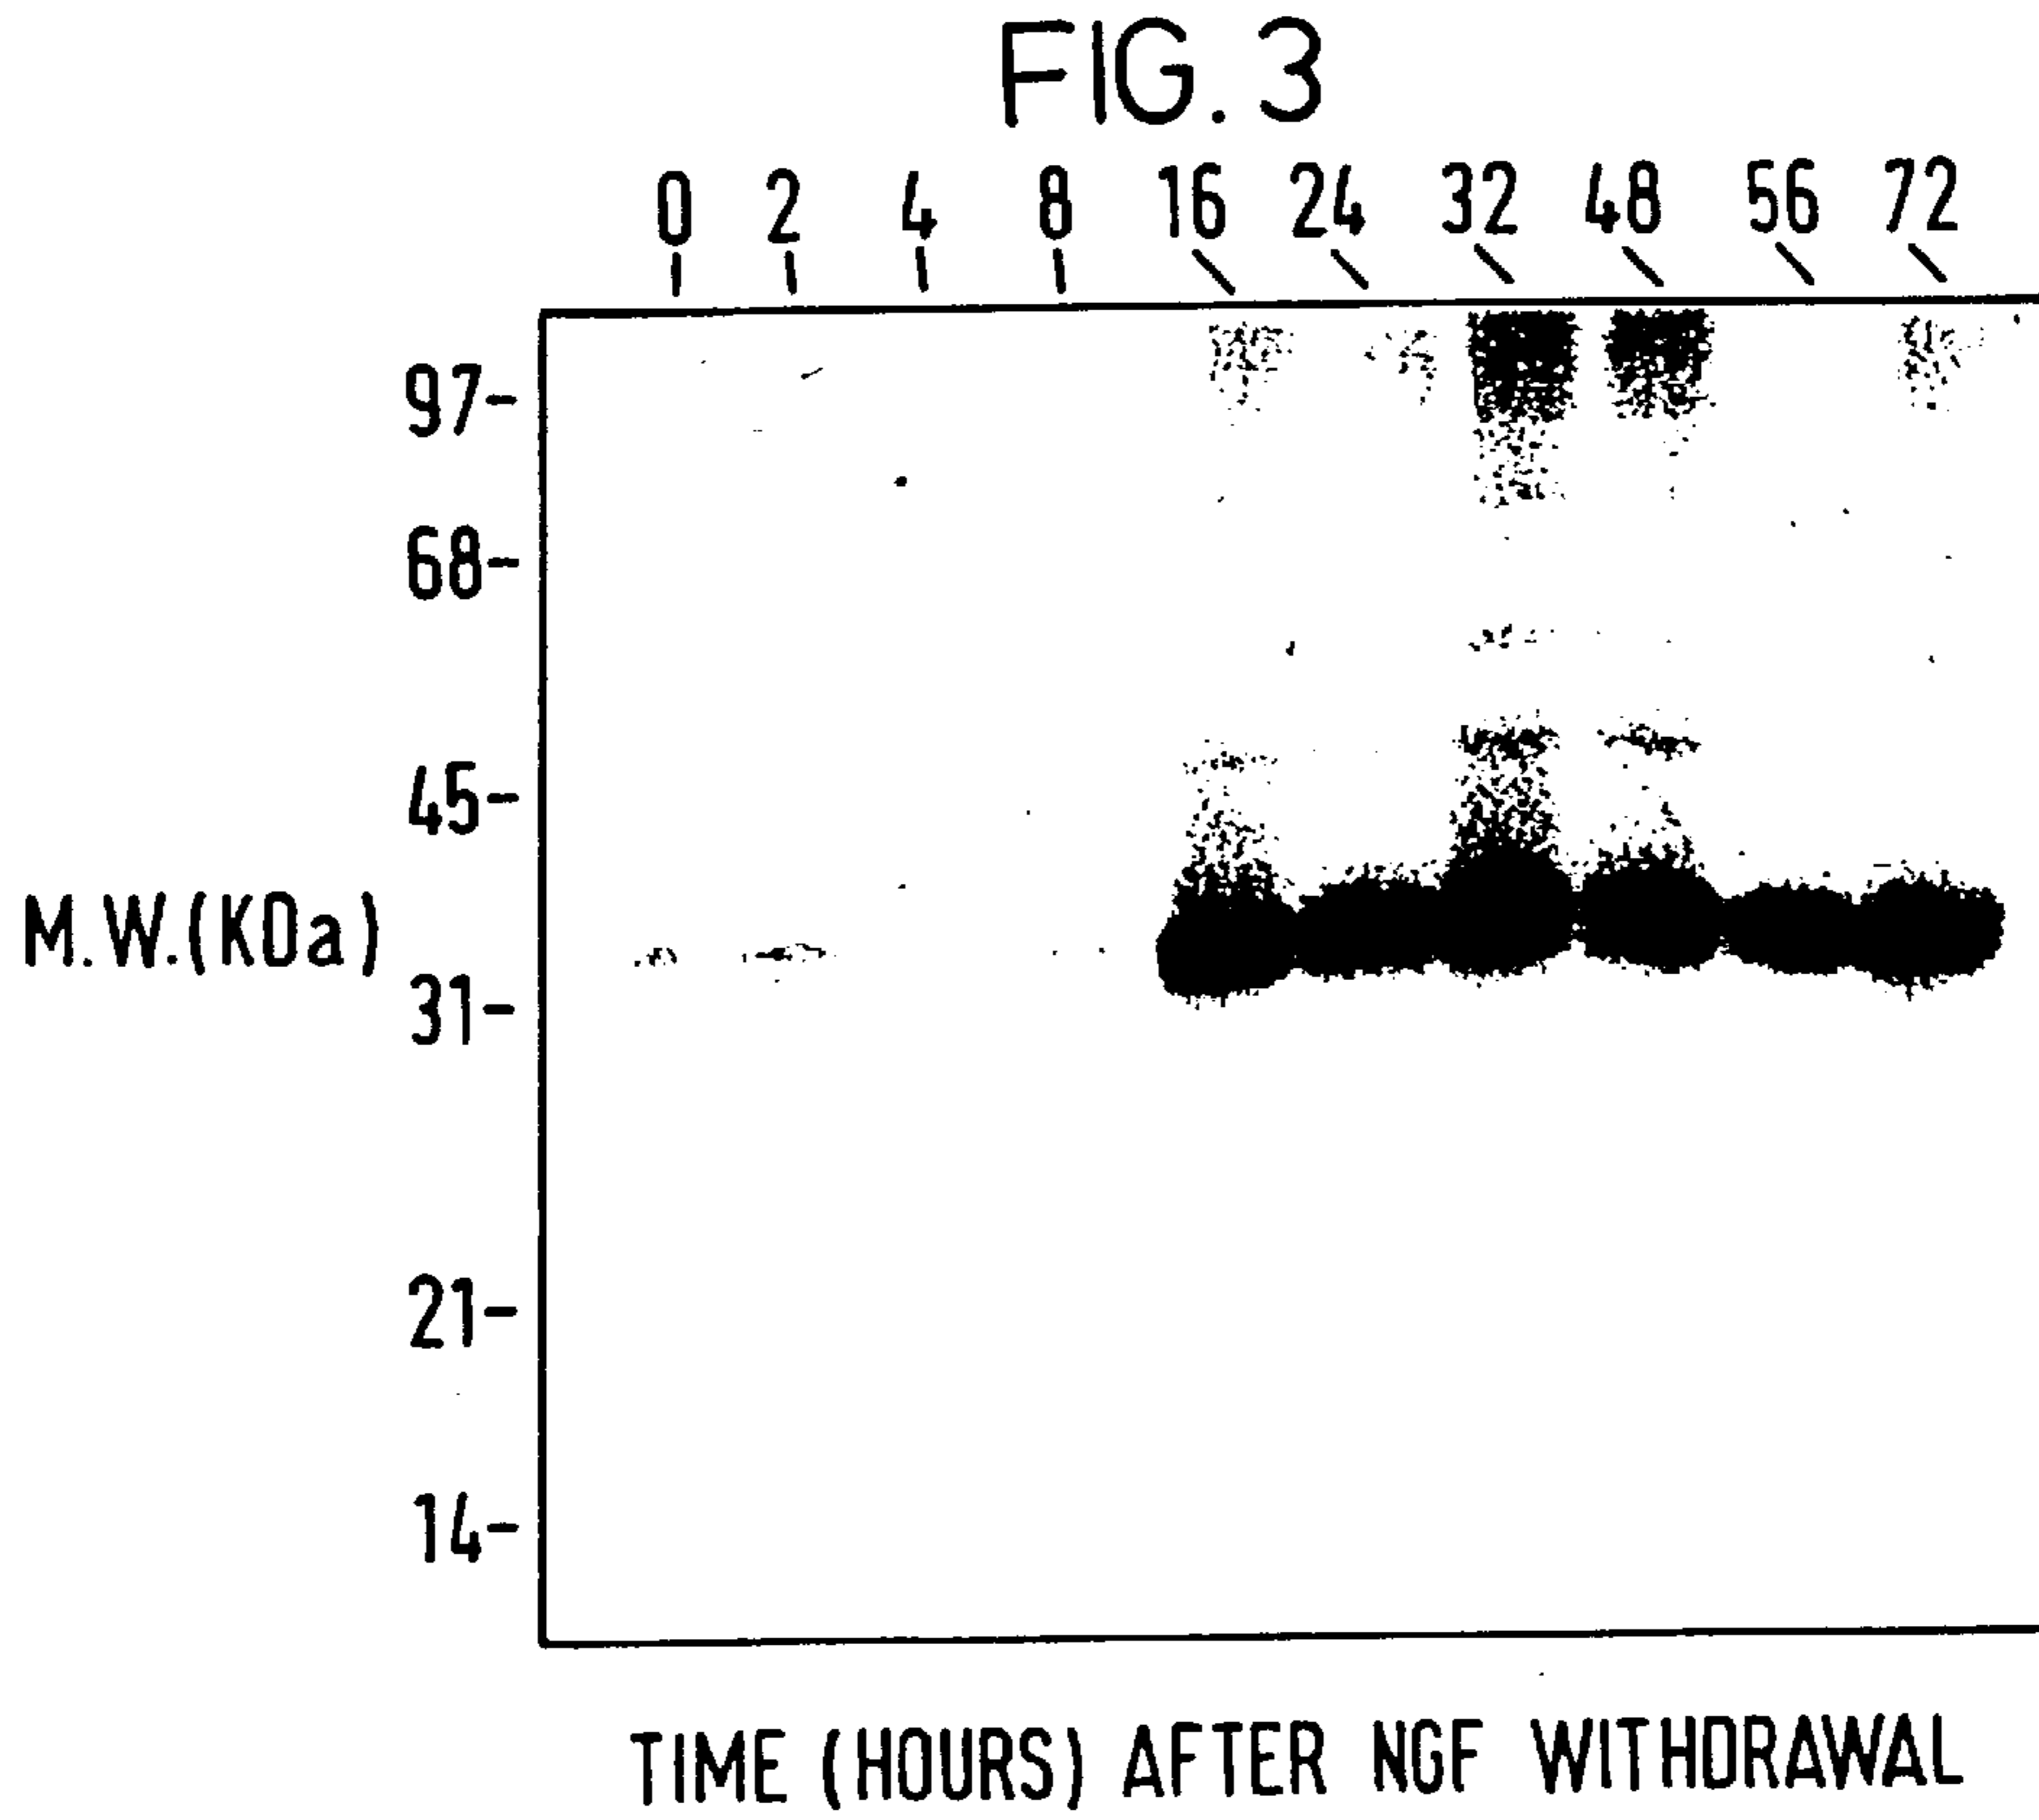 FIG. 3
0 2 4 8 16 24 32 48 56 72
97-
68-
45-
M.W.(KDa)
31-
21-
14-
TIME (HOURS) AFTER NGF WITHDRAWAL